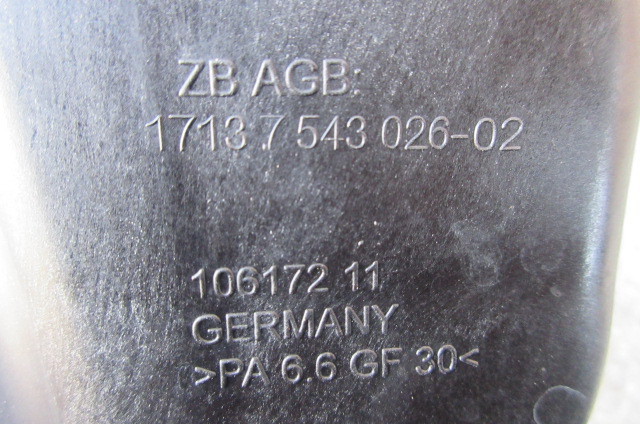 ZB AGB:
1713 7 543 026-02
106172 11
GERMANY
>PA 6.6 GF 30<